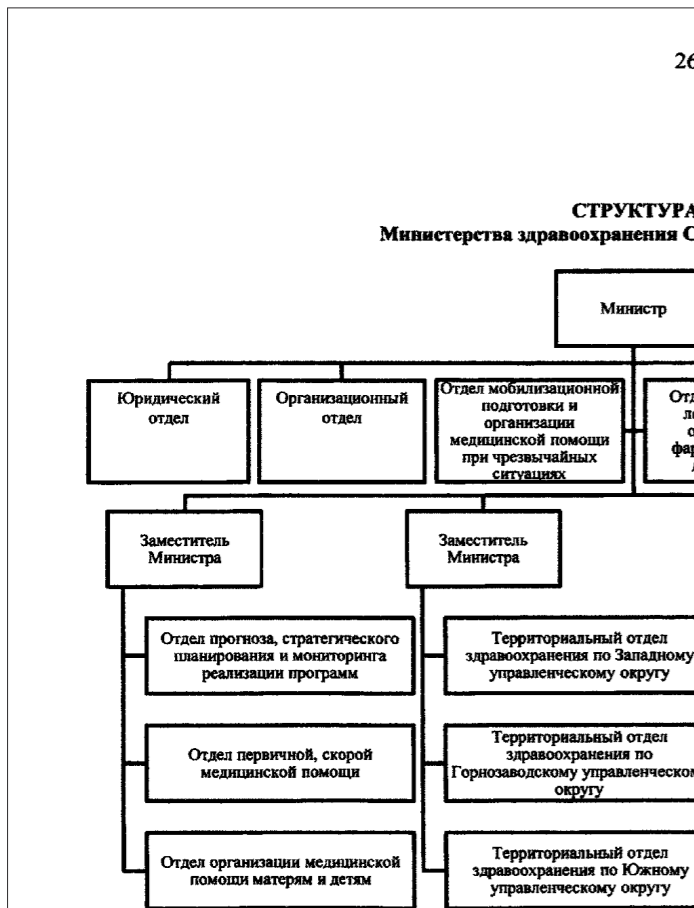 26
СТРУКТУРА
Министерства здравоохранения С
Министр
Юридический
отдел
Организационный
отдел
Отдел мобилизационной
подготовки и
организации
медицинской помощи
при чрезвычайных
ситуациях
Отд
ле
о
фар
Заместитель
Министра
Заместитель
Министра
Отдел прогноза, стратегического
планирования и мониторинга
реализации программ
Территориальный отдел
здравоохранения по Западному
управленческому округу
Отдел первичной, скорой
медицинской помощи
Территориальный отдел
здравоохранения по
Горнозаводскому управленческом
округу
Отдел организации медицинской
помощи матерям и детям
Территориальный отдел
здравоохранения по Южному
управленческому округу